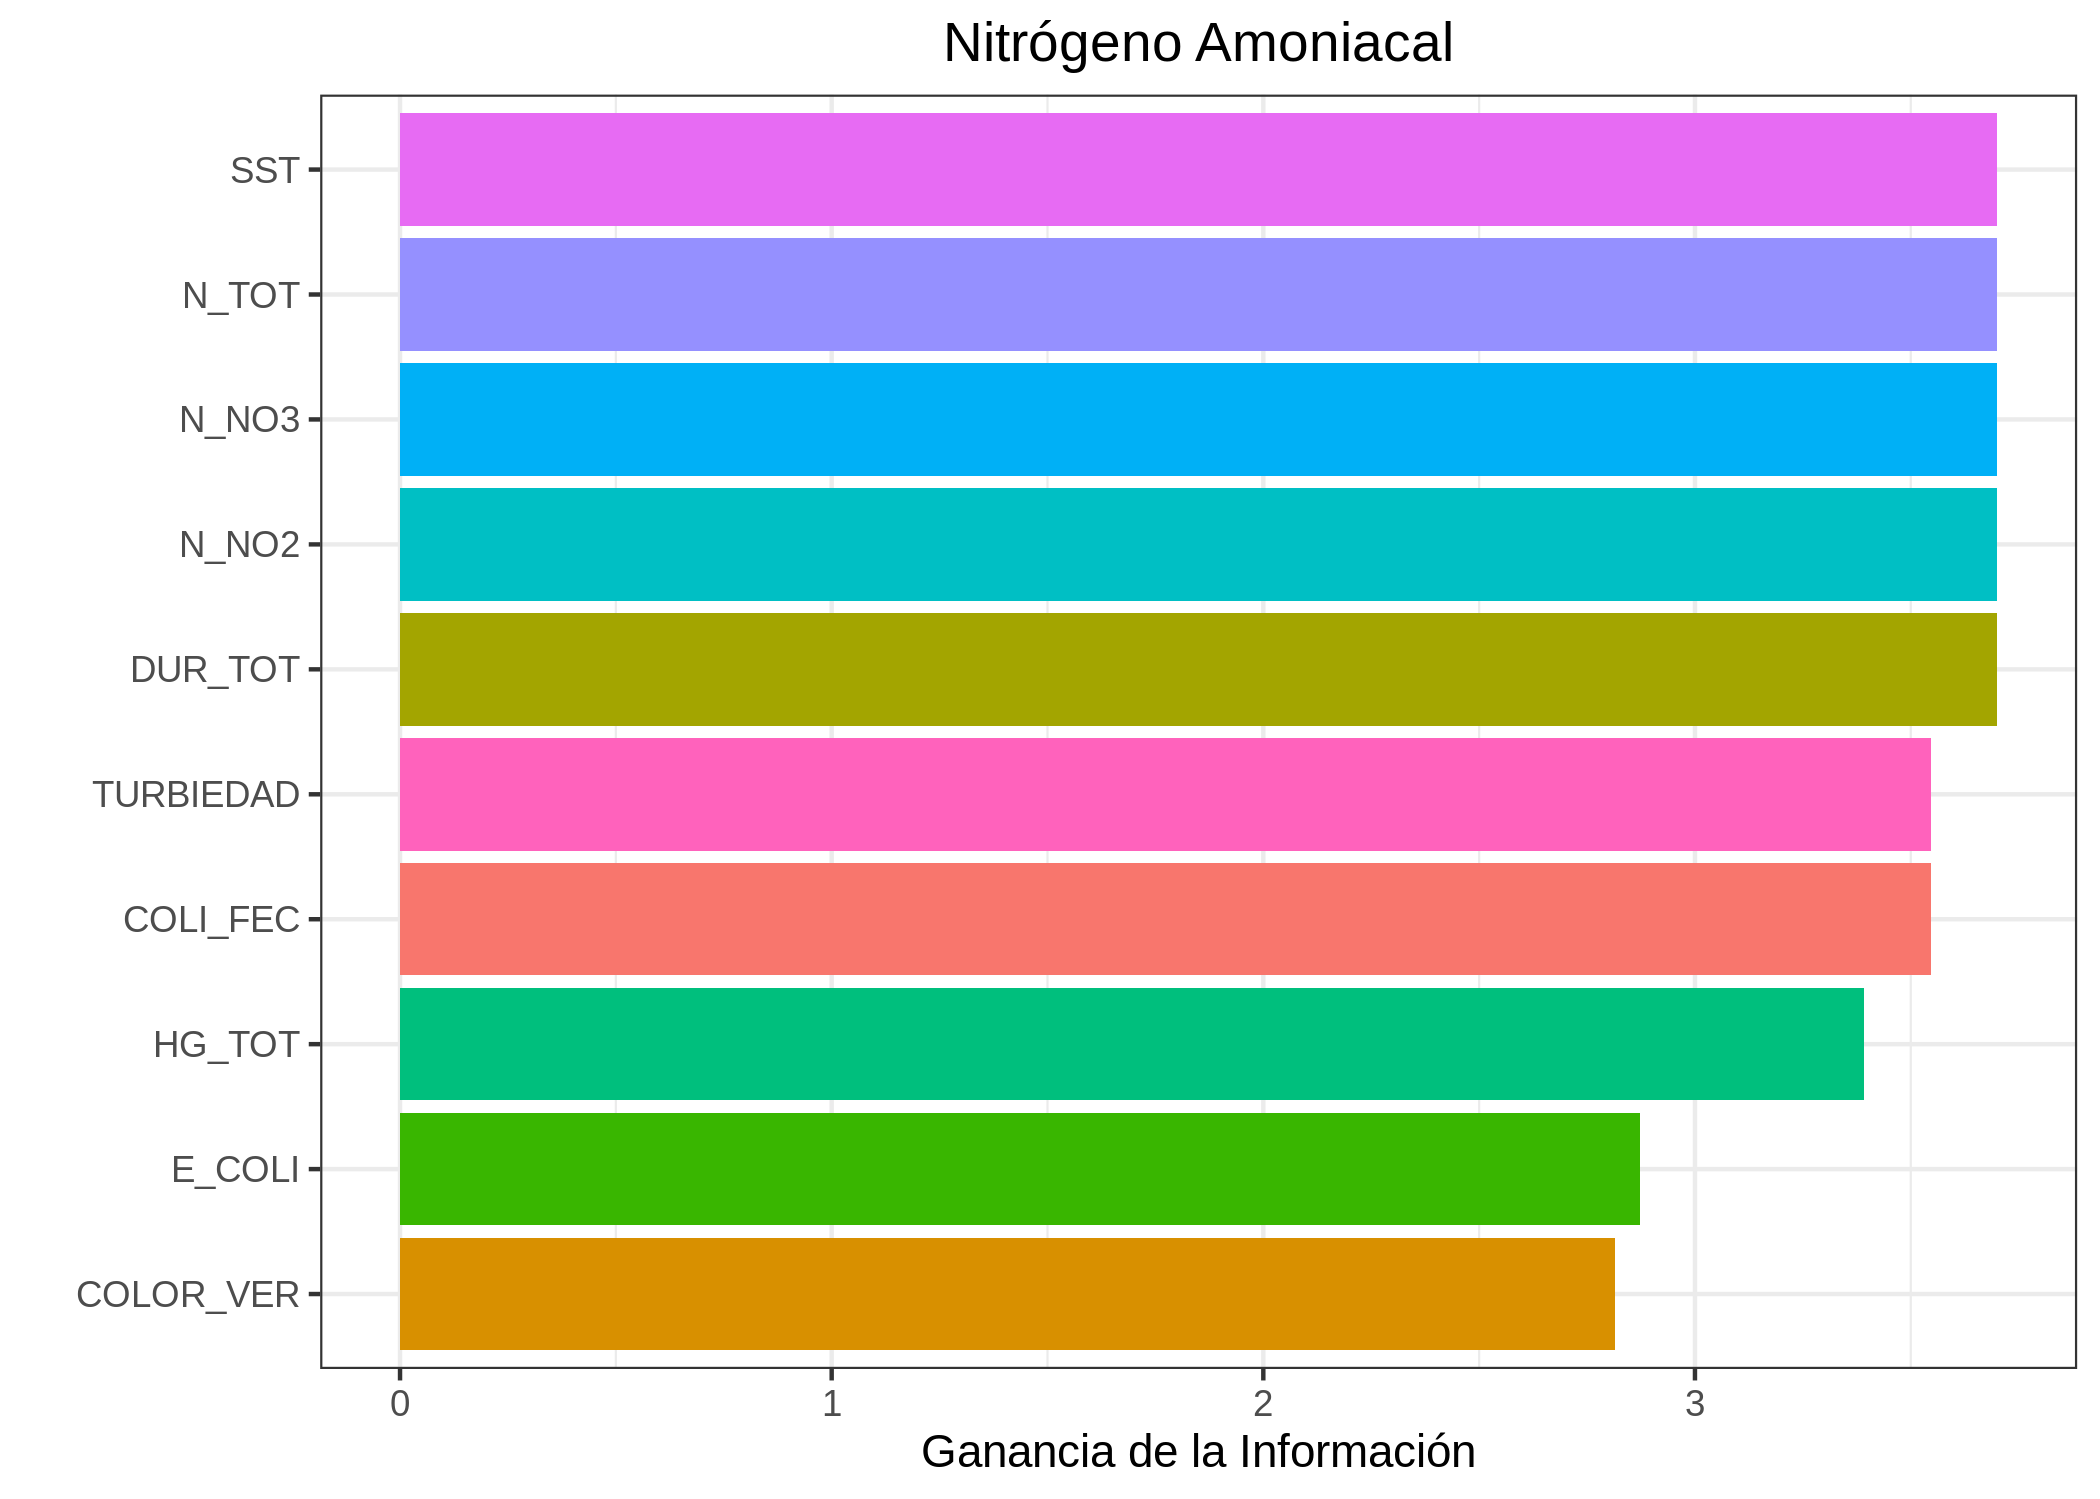 Nitrógeno Amoniacal
SST
N_TOT
N_NO3
N_NO2
DUR_TOT
TURBIEDAD
COLI_FEC
HG_TOT
E_COLI
COLOR_VER
0 1 2 3
Ganancia de la Información